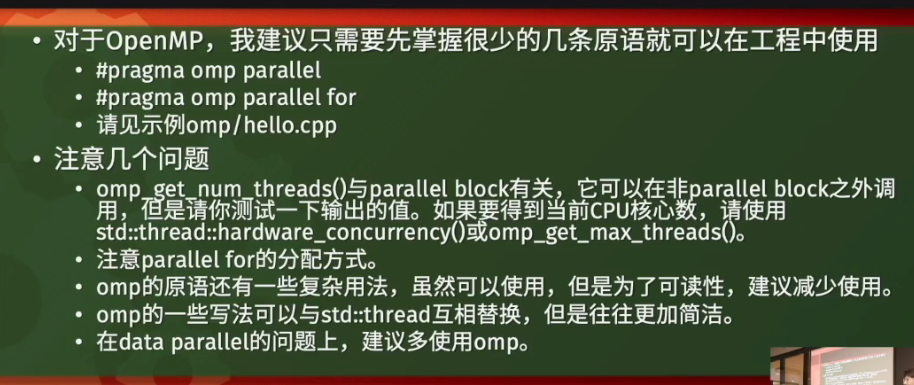 • 对于OpenMP，我建议只需要先掌握很少的几条原语就可以在工程中使用
• #pragma omp parallel
• #pragma omp parallel for
• 请见示例omp/hello.cpp
• 注意几个问题
• omp_get_num_threads()与parallel block有关，它可以在非parallel block之外调
用，但是请你测试一下输出的值。如果要得到当前CPU核心数，请使用
std::thread::hardware_concurrency()或omp_get_max_threads()。
• 注意parallel for的分配方式。
• omp的原语还有一些复杂用法，虽然可以使用，但是为了可读性，建议减少使用。
• omp的一些写法可以与std::thread互相替换，但是往往更加简洁。
• 在data parallel的问题上，建议多使用omp。